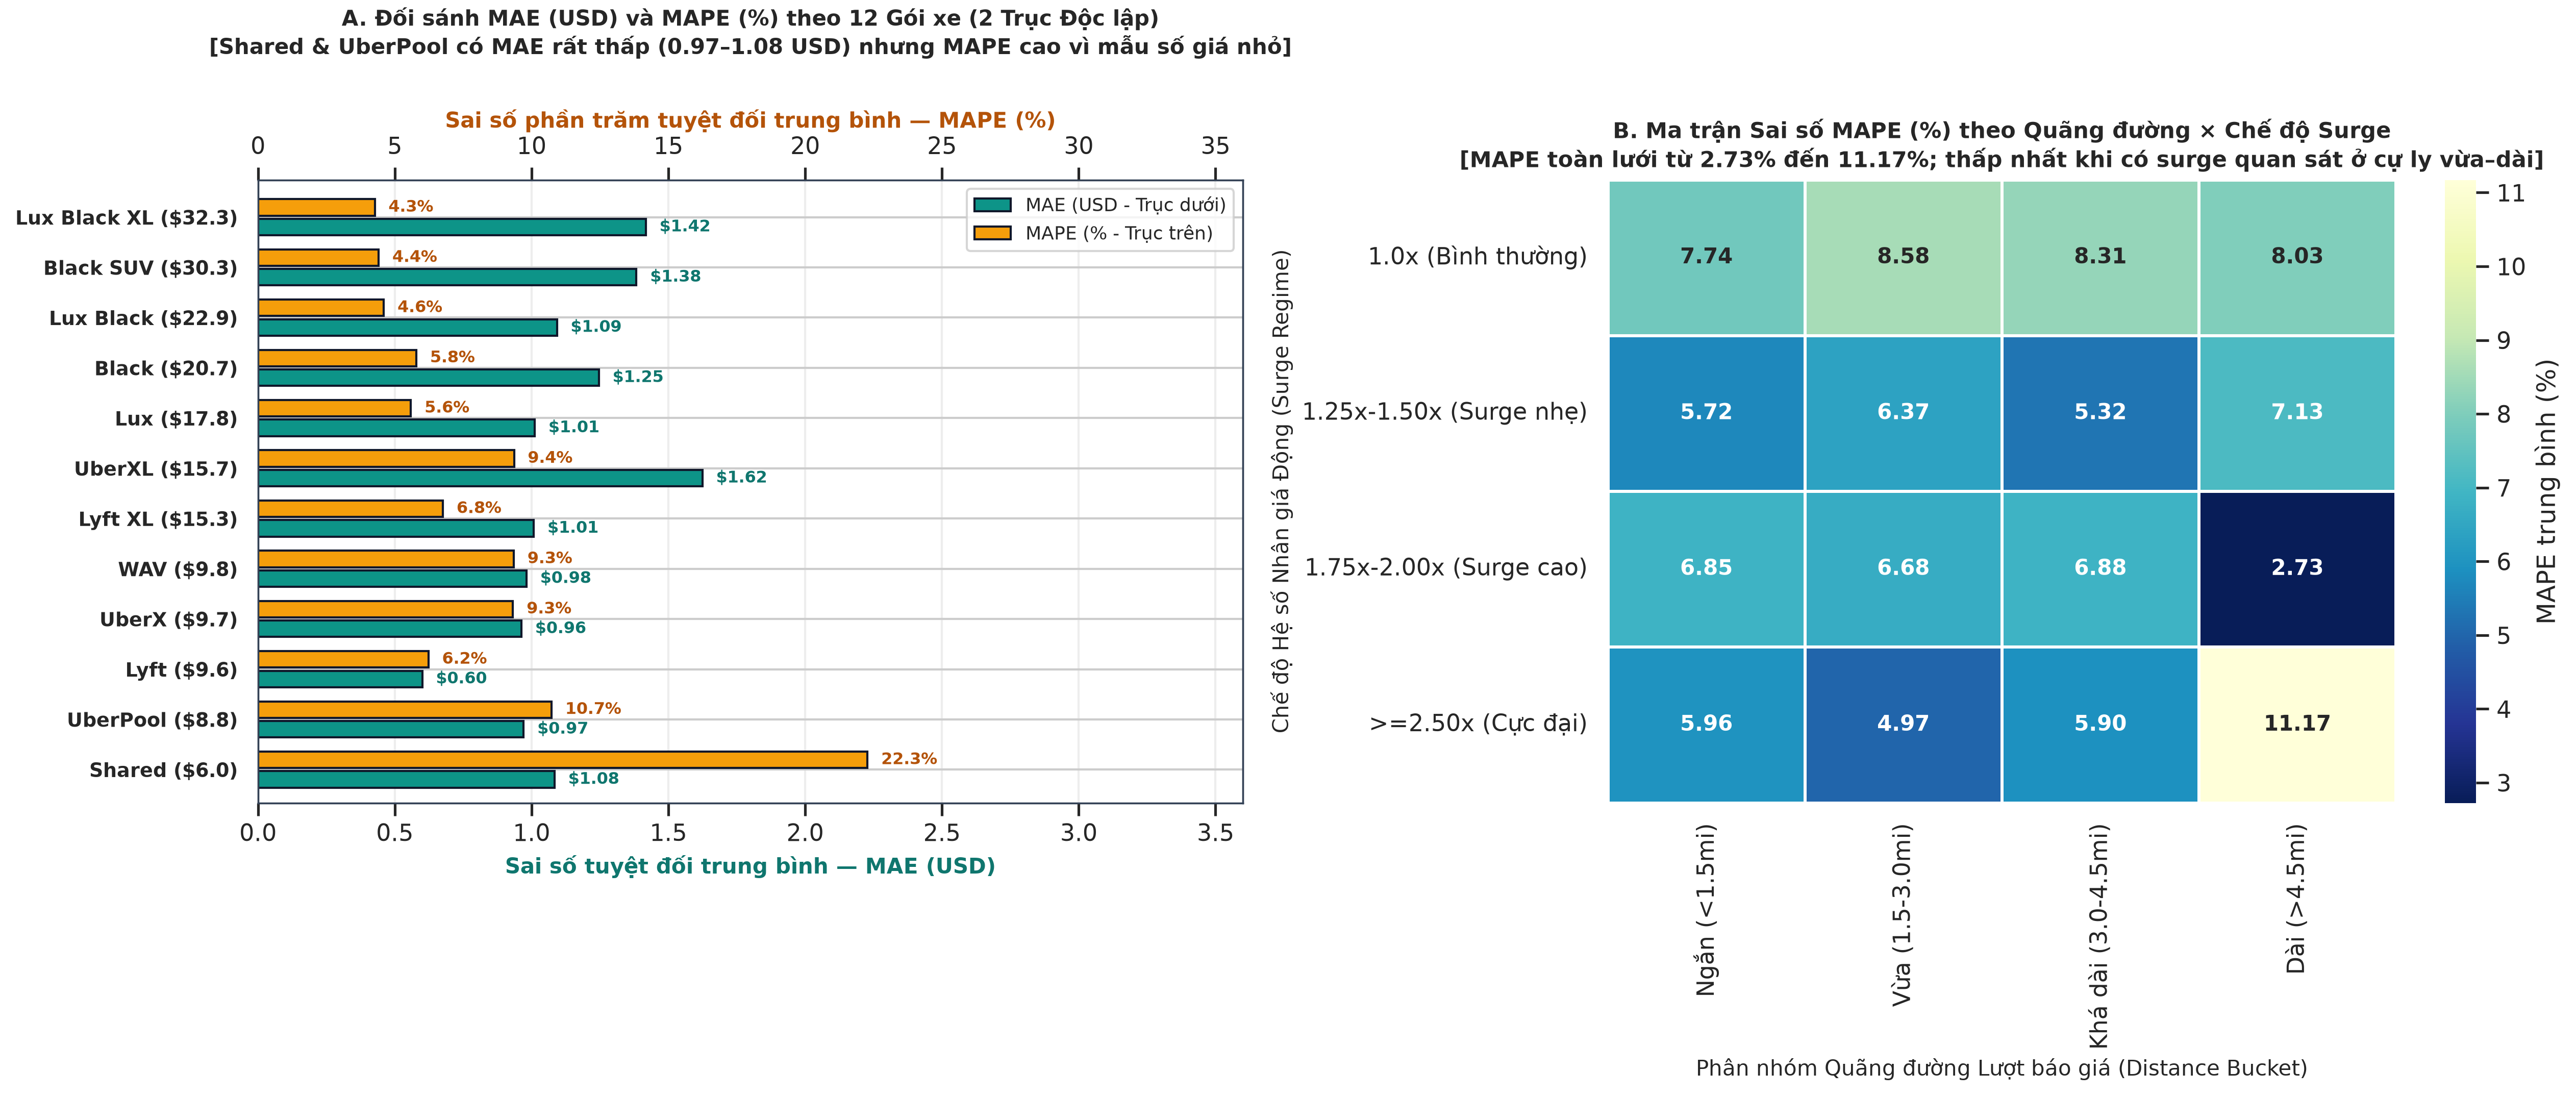 A. Đối sánh MAE (USD) và MAPE (%) theo 12 Gói xe (2 Trục Độc lập)
[Shared & UberPool có MAE rất thấp (0.97–1.08 USD) nhưng MAPE cao vì mẫu số giá nhỏ]
Sai số phần trăm tuyệt đối trung bình — MAPE (%)
0 5 10 15 20 25 30 35
MAE (USD - Trục dưới)
MAPE (% - Trục trên)
Lux Black XL ($32.3) 4.3% $1.42
Black SUV ($30.3) 4.4% $1.38
Lux Black ($22.9) 4.6% $1.09
Black ($20.7) 5.8% $1.25
Lux ($17.8) 5.6% $1.01
UberXL ($15.7) 9.4% $1.62
Lyft XL ($15.3) 6.8% $1.01
WAV ($9.8) 9.3% $0.98
UberX ($9.7) 9.3% $0.96
Lyft ($9.6) 6.2% $0.60
UberPool ($8.8) 10.7% $0.97
Shared ($6.0) 22.3% $1.08
0.0 0.5 1.0 1.5 2.0 2.5 3.0 3.5
Sai số tuyệt đối trung bình — MAE (USD)
B. Ma trận Sai số MAPE (%) theo Quãng đường × Chế độ Surge
[MAPE toàn lưới từ 2.73% đến 11.17%; thấp nhất khi có surge quan sát ở cự ly vừa–dài]
Chế độ Hệ số Nhân giá Động (Surge Regime)
1.0x (Bình thường) 7.74 8.58 8.31 8.03
1.25x-1.50x (Surge nhẹ) 5.72 6.37 5.32 7.13
1.75x-2.00x (Surge cao) 6.85 6.68 6.88 2.73
>=2.50x (Cực đại) 5.96 4.97 5.90 11.17
Ngắn (<1.5mi)
Vừa (1.5-3.0mi)
Khá dài (3.0-4.5mi)
Dài (>4.5mi)
Phân nhóm Quãng đường Lượt báo giá (Distance Bucket)
11
10
9
8
7
6
5
4
3
MAPE trung bình (%)